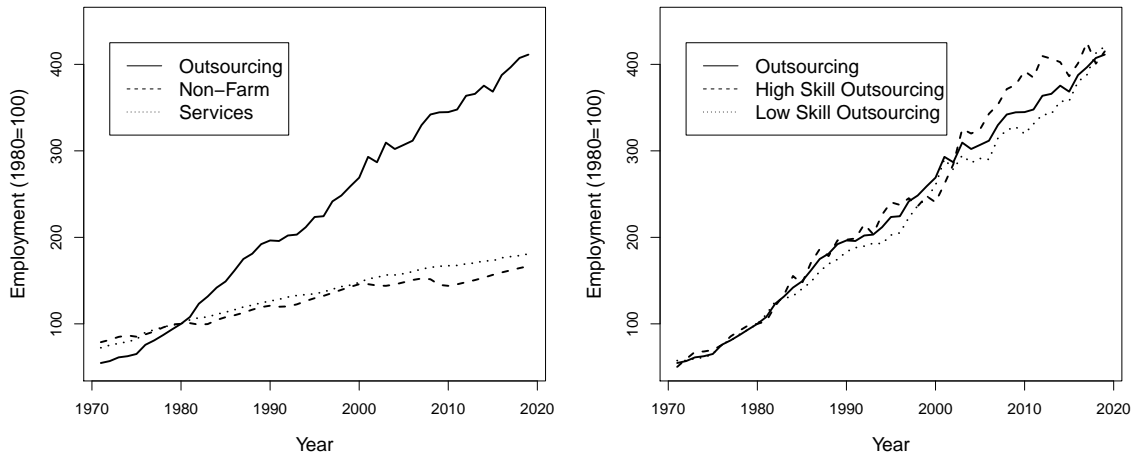 Outsourcing
Non−Farm
Services
Employment (1980=100)
400
300
200
100
1970
1980
1990
2000
2010
2020
Year
Outsourcing
High Skill Outsourcing
Low Skill Outsourcing
Employment (1980=100)
400
300
200
100
1970
1980
1990
2000
2010
2020
Year